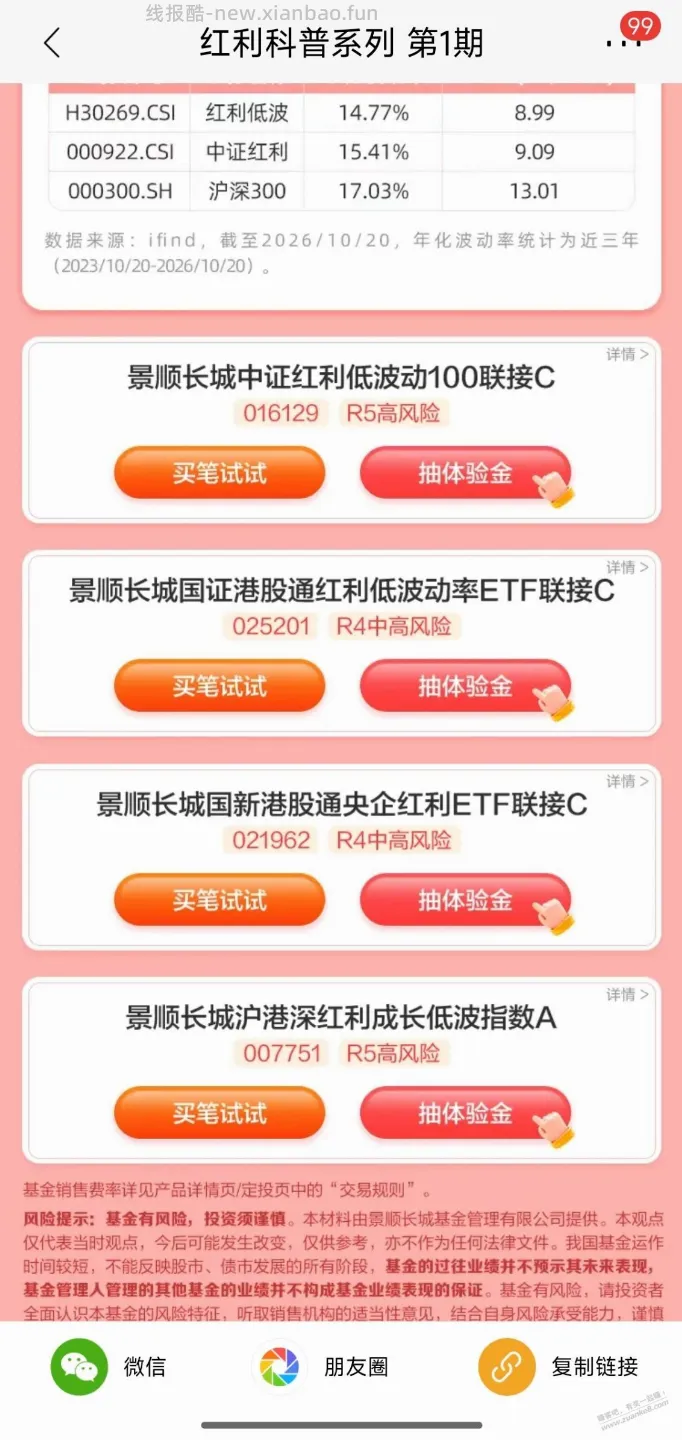 线报酷-new.xianbao.fun
红利科普系列 第1期
99
H30269.CSI 红利低波 14.77% 8.99
000922.CSI 中证红利 15.41% 9.09
000300.SH 沪深300 17.03% 13.01
数据来源：ifind，截至2026/10/20，年化波动率统计为近三年
（2023/10/20-2026/10/20）。
详情 >
景顺长城中证红利低波动100联接C
016129 R5高风险
买笔试试 抽体验金
详情 >
景顺长城国证港股通红利低波动率ETF联接C
025201 R4中高风险
买笔试试 抽体验金
详情 >
景顺长城国新港股通央企红利ETF联接C
021962 R4中高风险
买笔试试 抽体验金
详情 >
景顺长城沪港深红利成长低波指数A
007751 R5高风险
买笔试试 抽体验金
基金销售费率详见产品详情页/定投页中的“交易规则”。
风险提示：基金有风险，投资须谨慎。本材料由景顺长城基金管理有限公司提供。本观点
仅代表当时观点，今后可能发生改变，仅供参考，亦不作为任何法律文件。我国基金运作
时间较短，不能反映股市、债市发展的所有阶段，基金的过往业绩并不预示其未来表现，
基金管理人管理的其他基金的业绩并不构成基金业绩表现的保证。基金有风险，请投资者
全面认识本基金的风险特征，听取销售机构的适当性意见，结合自身风险承受能力，谨慎
微信 朋友圈 复制链接
www.zuanke8.com